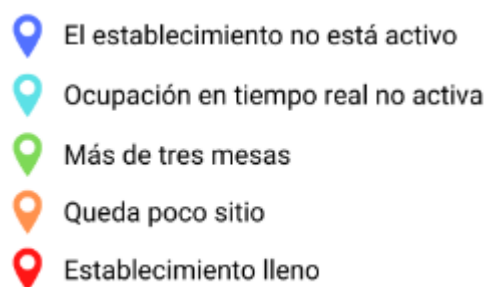 El establecimiento no está activo
Ocupación en tiempo real no activa
Más de tres mesas
Queda poco sitio
Establecimiento lleno